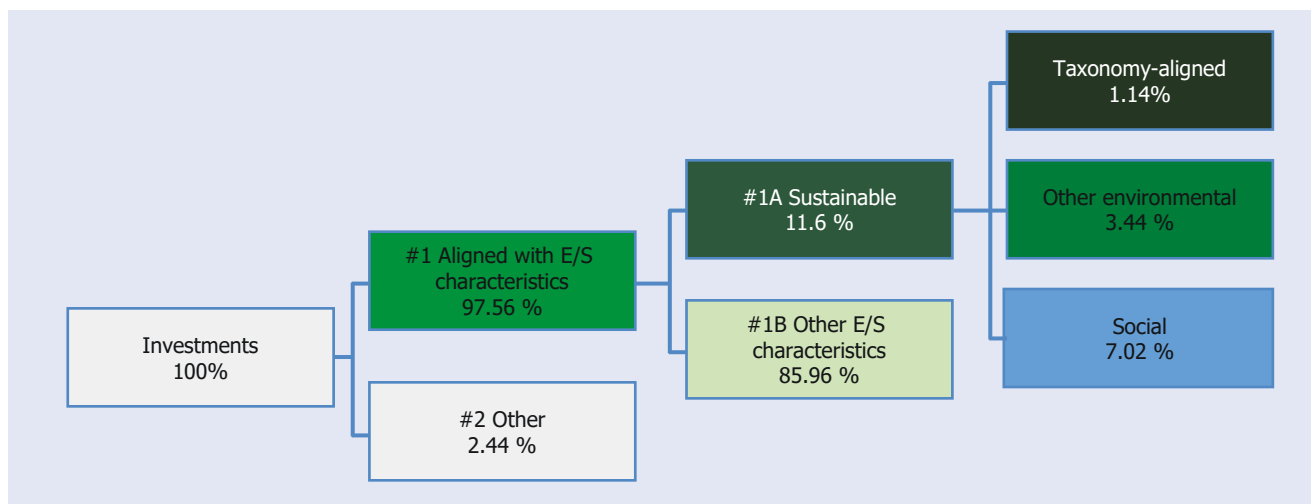 Investments
100%
#1 Aligned with E/S
characteristics
97.56 %
#2 Other
2.44 %
#1A Sustainable
11.6 %
#1B Other E/S
characteristics
85.96 %
Taxonomy-aligned
1.14%
Other environmental
3.44 %
Social
7.02 %